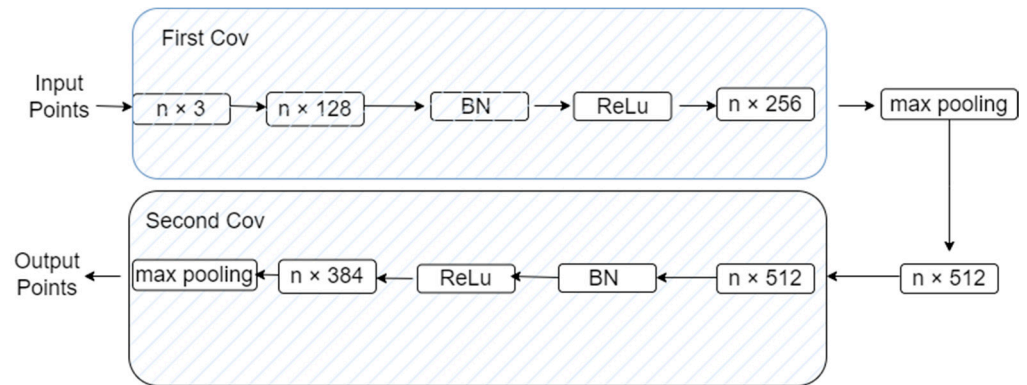 First Cov
Input
Points
n × 3
n × 128
BN
ReLu
n × 256
max pooling
Second Cov
Output
Points
max pooling
n × 384
ReLu
BN
n × 512
n × 512